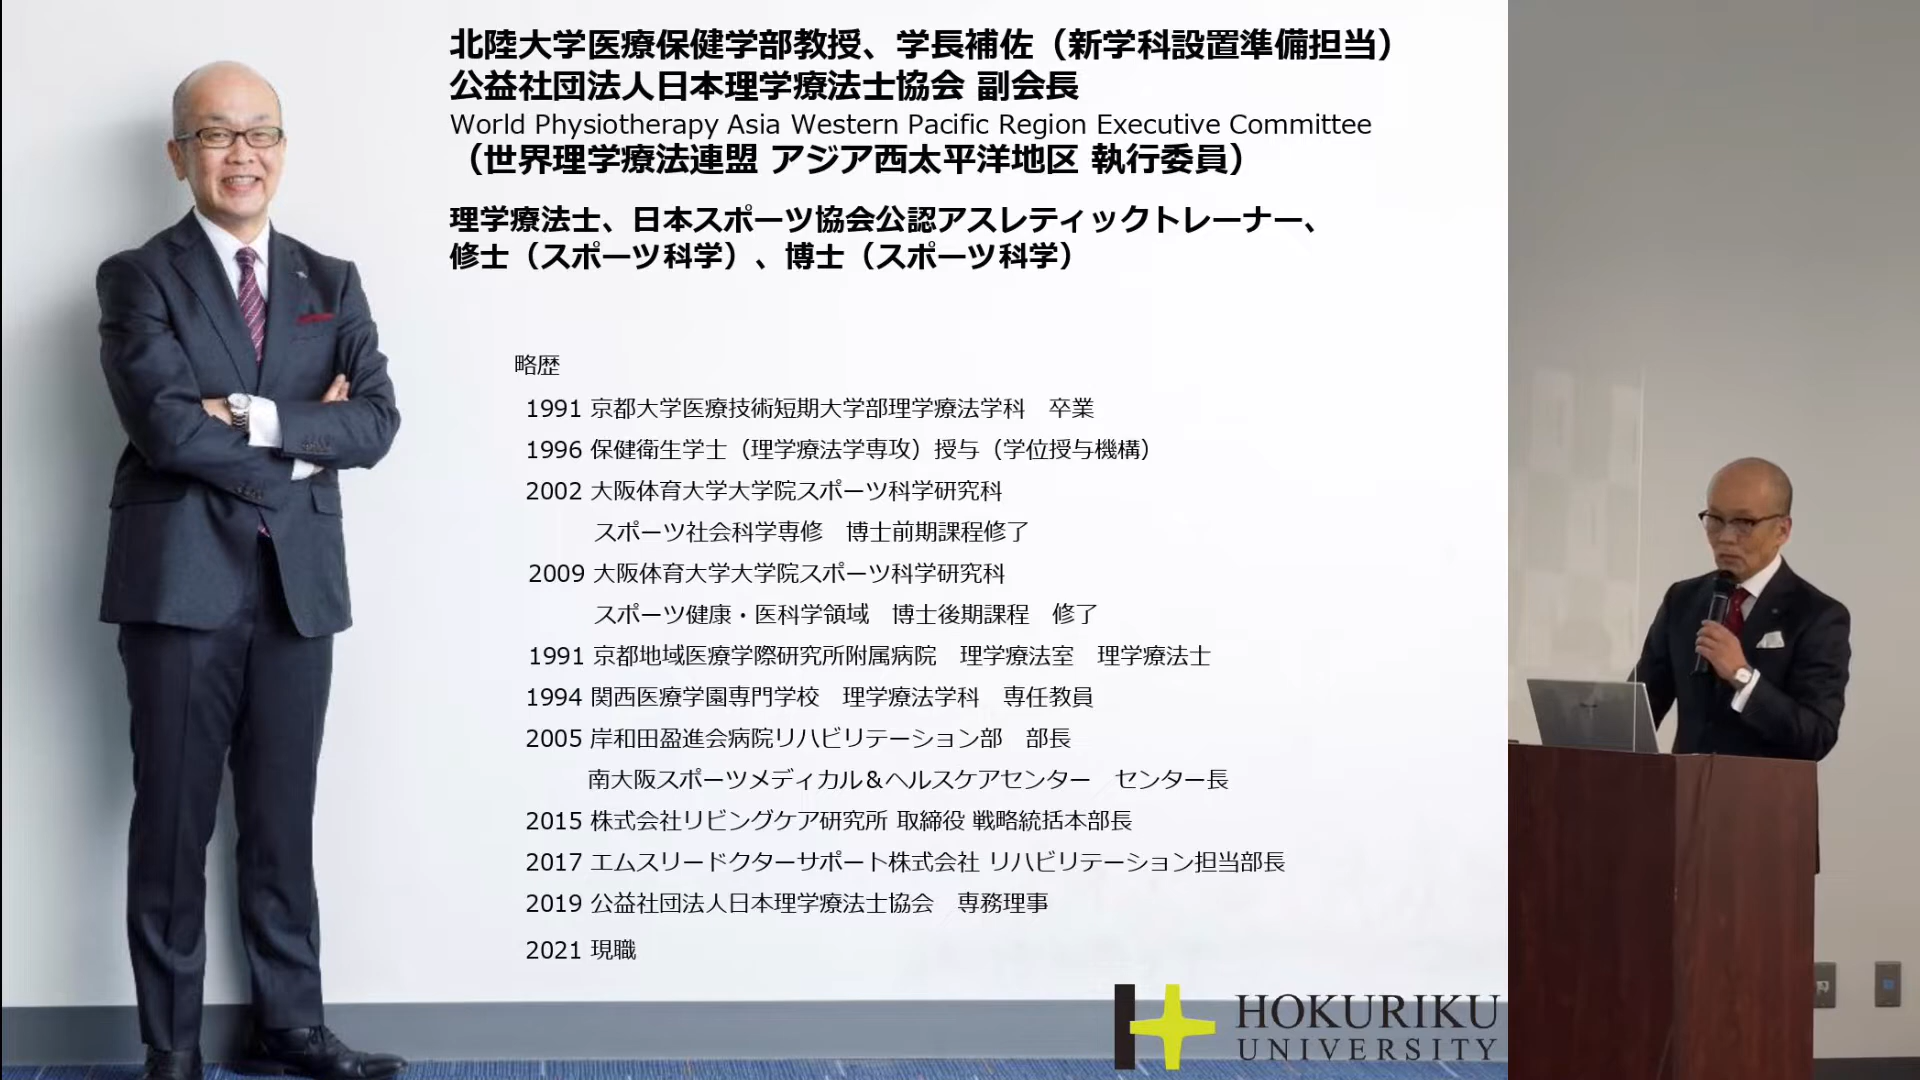 北陸大学医療保健学部教授、学長補佐（新学科設置準備担当）
公益社団法人日本理学療法士協会 副会長
World Physiotherapy Asia Western Pacific Region Executive Committee
（世界理学療法連盟 アジア西太平洋地区 執行委員）
理学療法士、日本スポーツ協会公認アスレティックトレーナー、
修士（スポーツ科学）、博士（スポーツ科学）
略歴
1991 京都大学医療技術短期大学部理学療法学科　卒業
1996 保健衛生学士（理学療法学専攻）授与（学位授与機構）
2002 大阪体育大学大学院スポーツ科学研究科
スポーツ社会科学専修　博士前期課程修了
2009 大阪体育大学大学院スポーツ科学研究科
スポーツ健康・医科学領域　博士後期課程　修了
1991 京都地域医療学際研究所附属病院　理学療法室　理学療法士
1994 関西医療学園専門学校　理学療法学科　専任教員
2005 岸和田盈進会病院リハビリテーション部　部長
南大阪スポーツメディカル＆ヘルスケアセンター　センター長
2015 株式会社リビングケア研究所 取締役 戦略統括本部長
2017 エムスリードクターサポート株式会社 リハビリテーション担当部長
2019 公益社団法人日本理学療法士協会　専務理事
2021 現職
HOKURIKU
UNIVERSITY